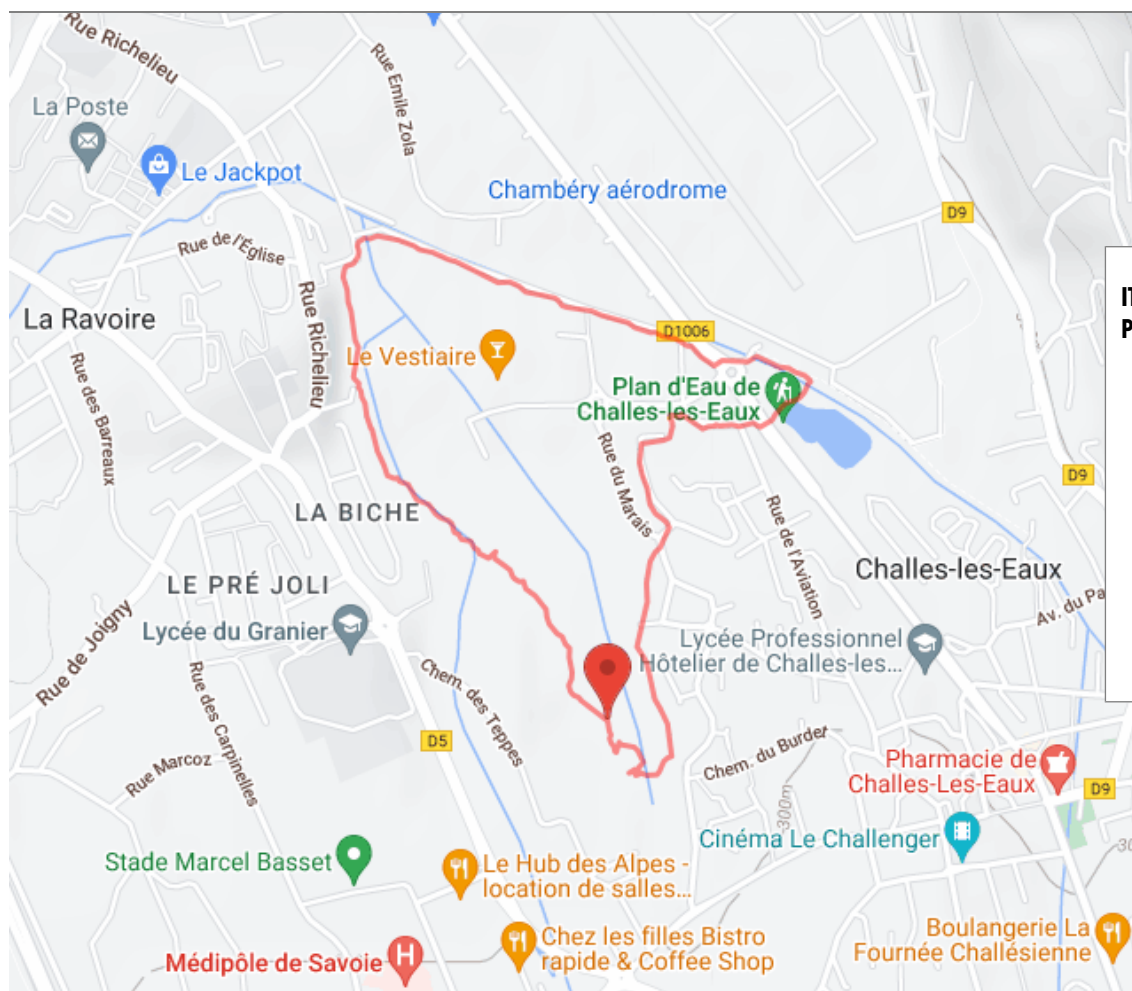 Rue Richelieu
Rue Emile Zola
La Poste
Le Jackpot
Chambéry aérodrome
D9
Rue de l'Église
Rue Richelieu
La Ravoire
IT
P
D1006
Le Vestiaire
Plan d'Eau de
Challes-les-Eaux
Rue des Barreaux
Rue du Marais
D9
LA BICHE
Rue de l'Aviation
Challes-les-Eaux
LE PRÉ JOLI
Av. du Pa
Lycée du Granier
Lycée Professionnel
Hôtelier de Challes-les...
Rue de Joigny
Chem. des Teppes
Rue des Carpinelles
D5
Chem. du Burdet
Rue Marcoz
Pharmacie de
Challes-Les-Eaux
D9
300m
Cinéma Le Challenger
30
Stade Marcel Basset
Le Hub des Alpes -
location de salles...
Chez les filles Bistro
rapide & Coffee Shop
Boulangerie La
Fournée Challésienne
Médipôle de Savoie
H